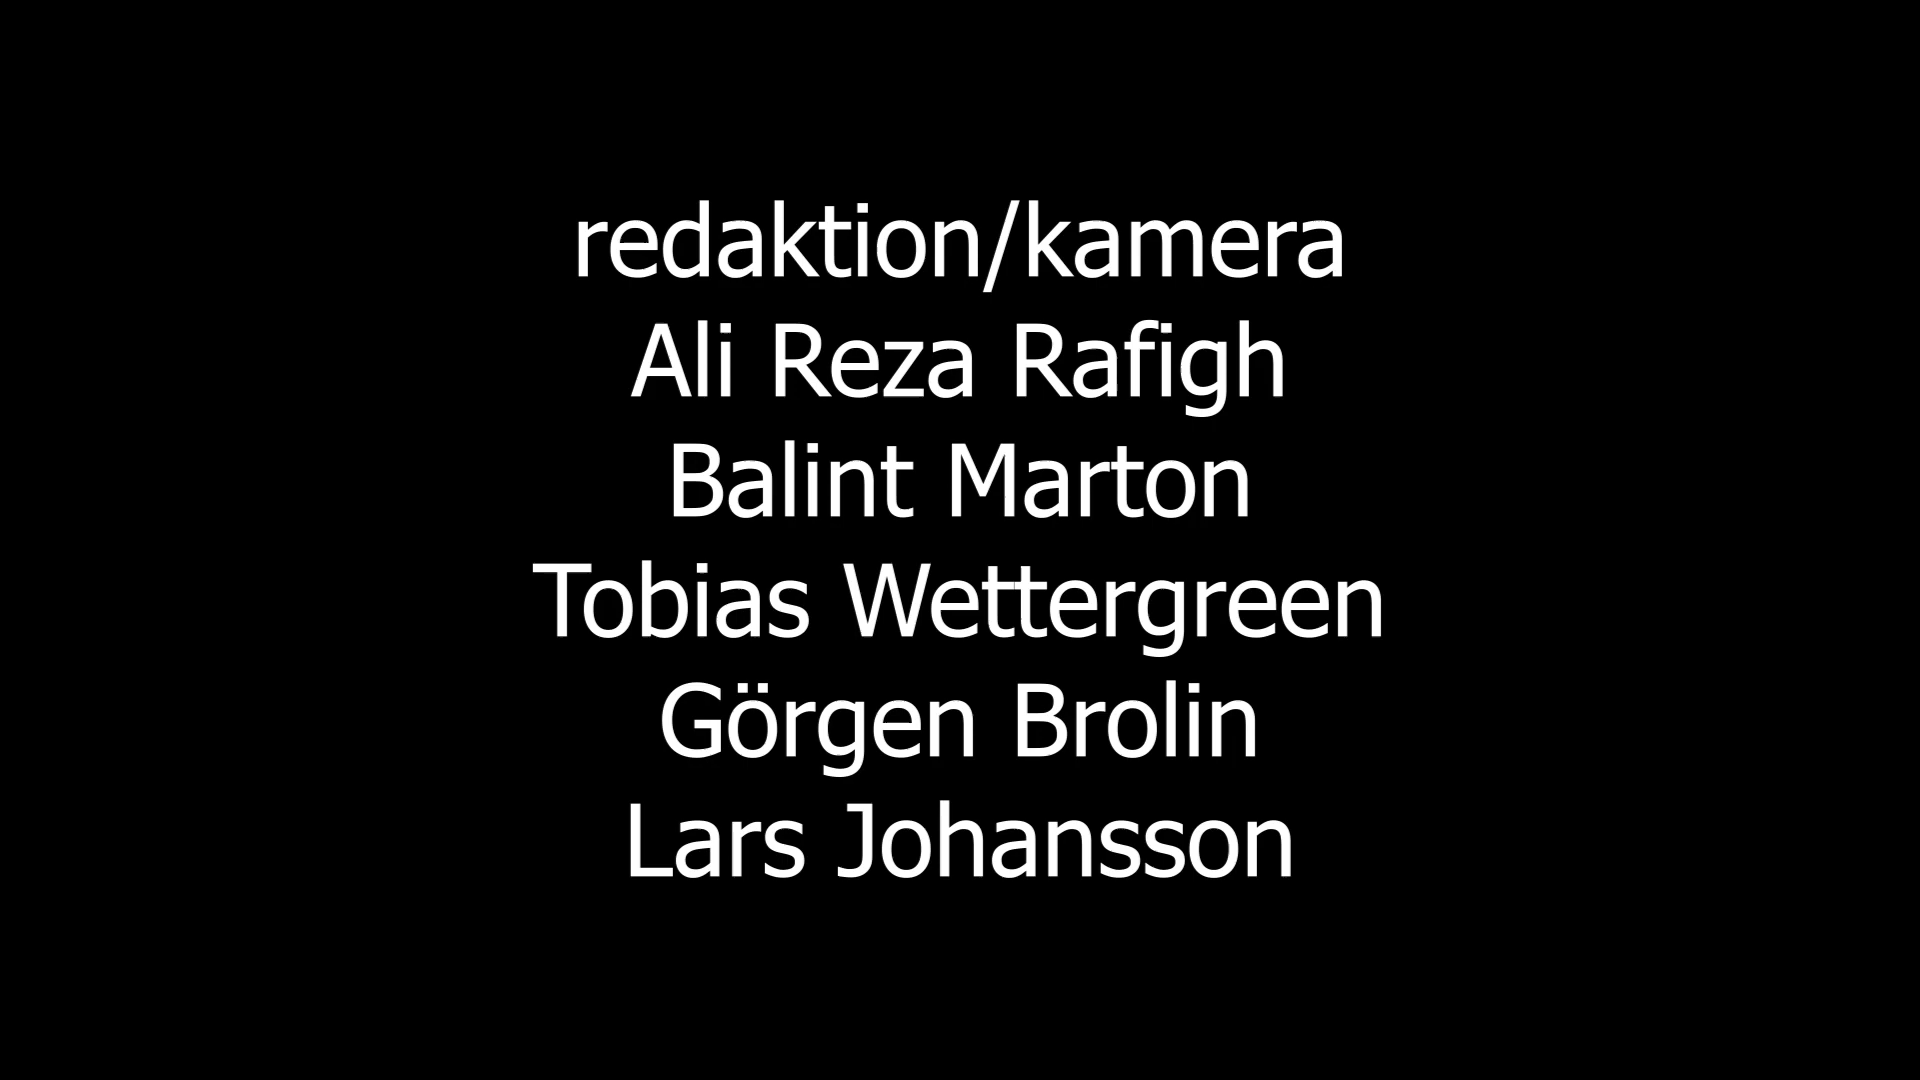 redaktion/kamera
Ali Reza Rafigh
Balint Marton
Tobias Wettergreen
Görgen Brolin
Lars Johansson